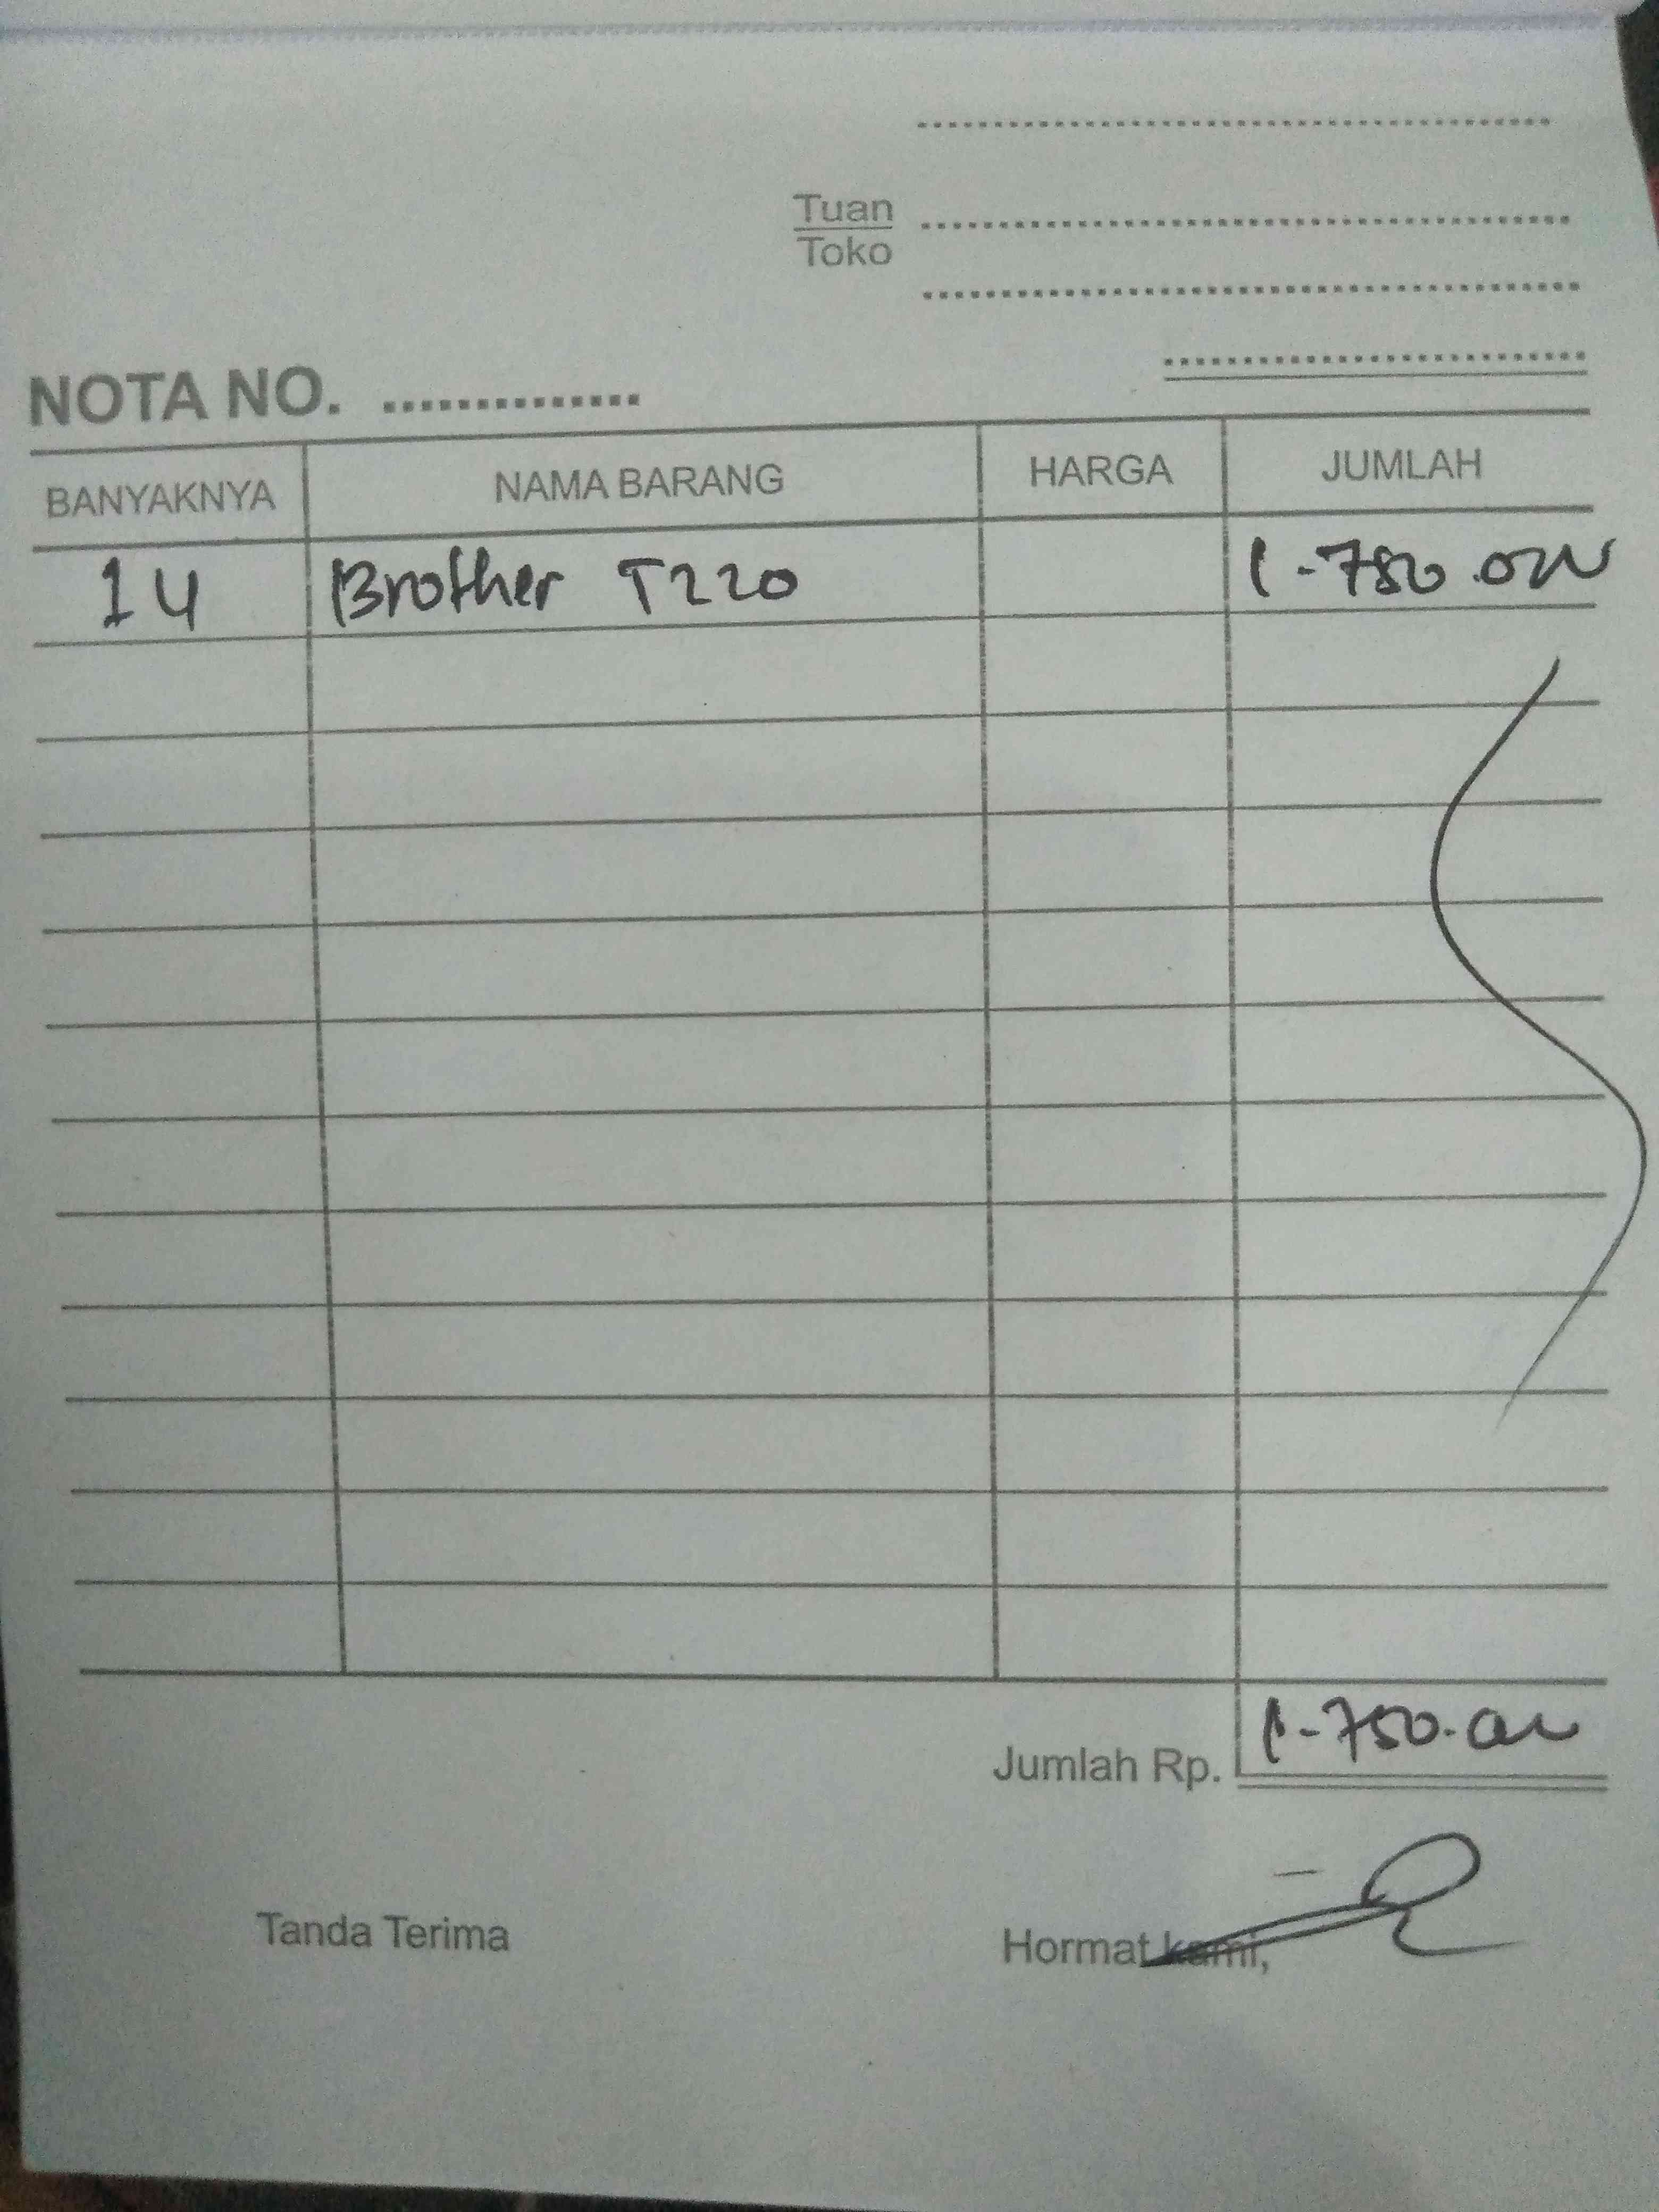 Tuan
Toko
NOTA NO. ..............
BANYAKNYA NAMA BARANG HARGA JUMLAH
1 U Brother T220 1-750.000
Jumlah Rp. 1-750.000
Tanda Terima Hormat kami,